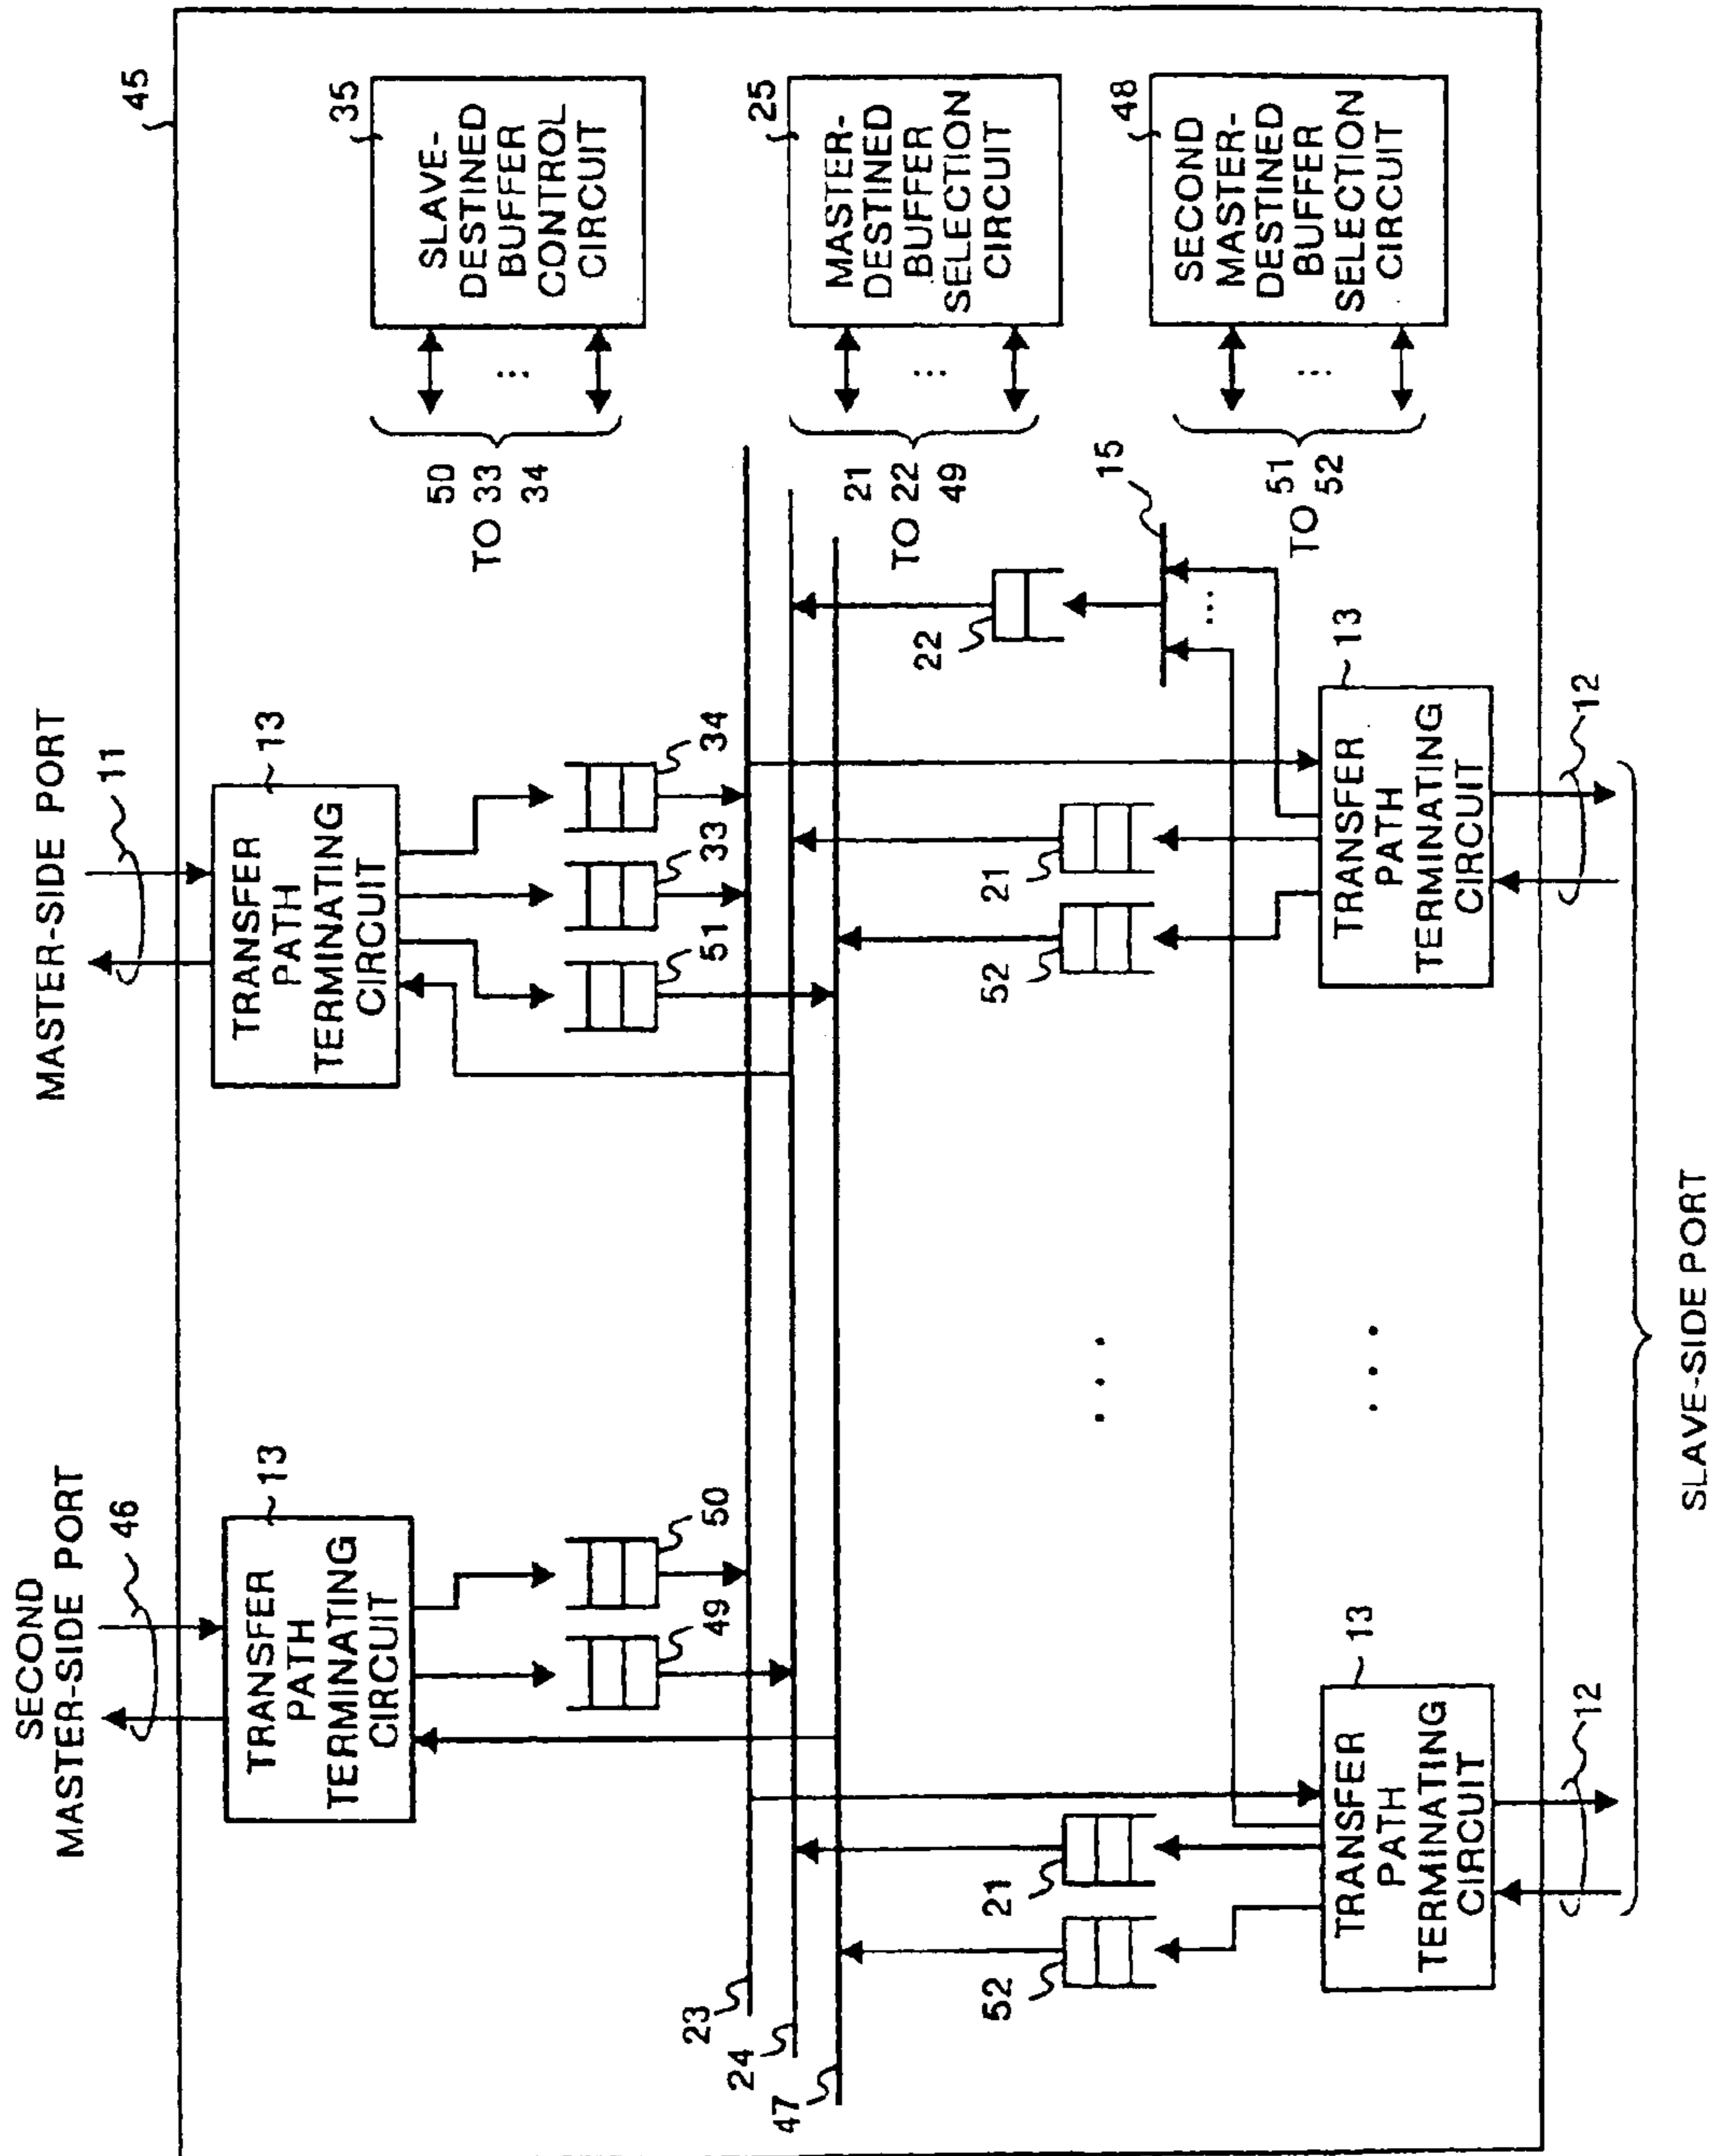 SECOND
MASTER-SIDE PORT
46
MASTER-SIDE PORT
11
45
TRANSFER
PATH
TERMINATING
CIRCUIT
13
TRANSFER
PATH
TERMINATING
CIRCUIT
13
SLAVE-
DESTINED
BUFFER
CONTROL
CIRCUIT
35
49
50
51
33
34
50
TO 33
34
23
24
47
MASTER-
DESTINED
BUFFER
SELECTION
CIRCUIT
25
21
TO 22
49
52
21
...
52
21
22
15
...
SECOND
MASTER-
DESTINED
BUFFER
SELECTION
CIRCUIT
48
51
TO 52
TRANSFER
PATH
TERMINATING
CIRCUIT
13
...
TRANSFER
PATH
TERMINATING
CIRCUIT
13
12
12
SLAVE-SIDE PORT